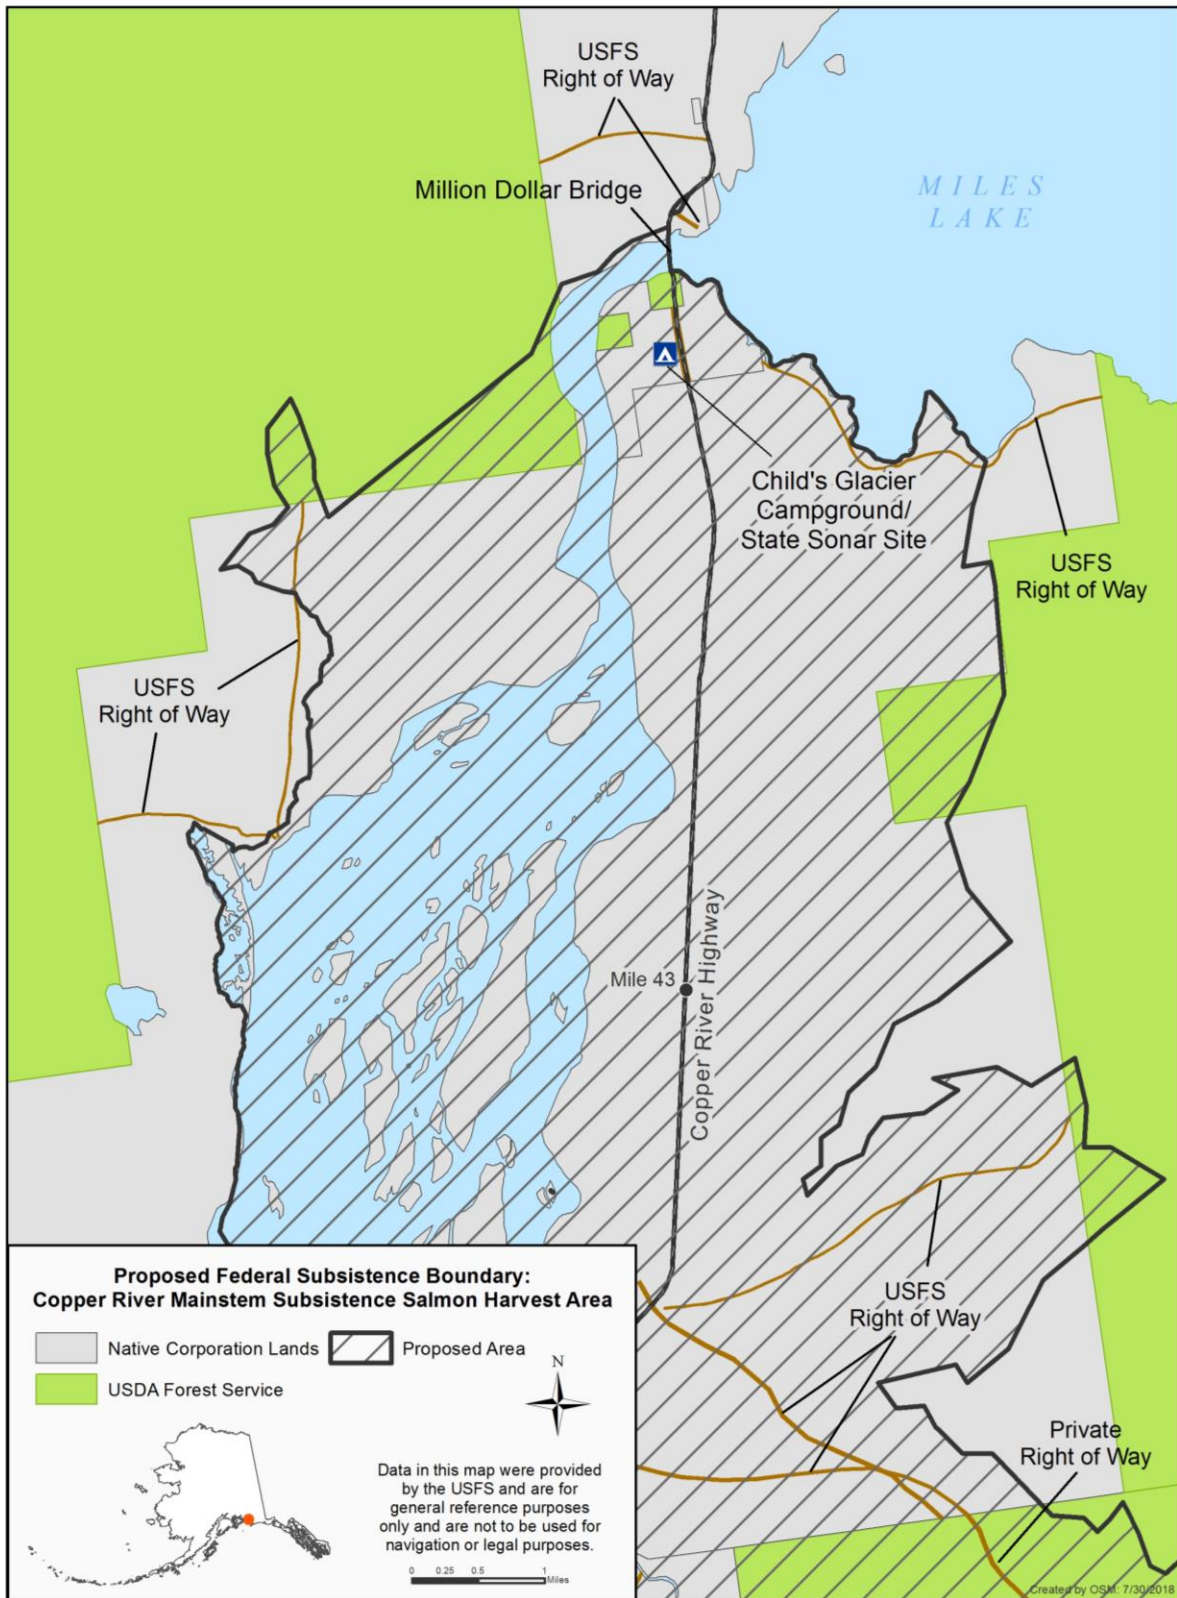 USFS
Right of Way
Million Dollar Bridge
MILES
LAKE
Child's Glacier
Campground/
State Sonar Site
USFS
Right of Way
USFS
Right of Way
Mile 43
Copper River Highway
USFS
Right of Way
Private
Right of Way
Proposed Federal Subsistence Boundary:
Copper River Mainstem Subsistence Salmon Harvest Area
Native Corporation Lands
Proposed Area
USDA Forest Service
N
Data in this map were provided
by the USFS and are for
general reference purposes
only and are not to be used for
navigation or legal purposes.
0 0.25 0.5 1
Miles
Created by OSM: 7/30/2018